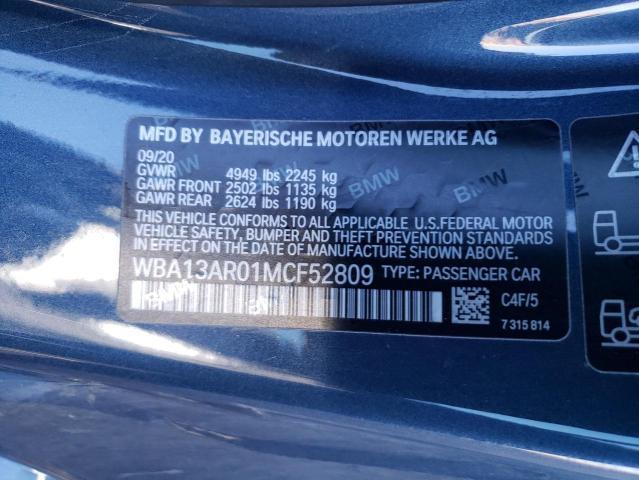 MFD BY BAYERISCHE MOTOREN WERKE AG
09/20
GVWR 4949 lbs 2245 kg
GAWR FRONT 2502 lbs 1135 kg
GAWR REAR 2624 lbs 1190 kg
THIS VEHICLE CONFORMS TO ALL APPLICABLE U.S. FEDERAL MOTOR
VEHICLE SAFETY, BUMPER, AND THEFT PREVENTION STANDARDS
IN EFFECT ON THE DATE OF MANUFACTURE SHOWN ABOVE.
WBA13AR01MCF52809 TYPE: PASSENGER CAR
C4F/5
7 315 814
BMW
BMW
BMW